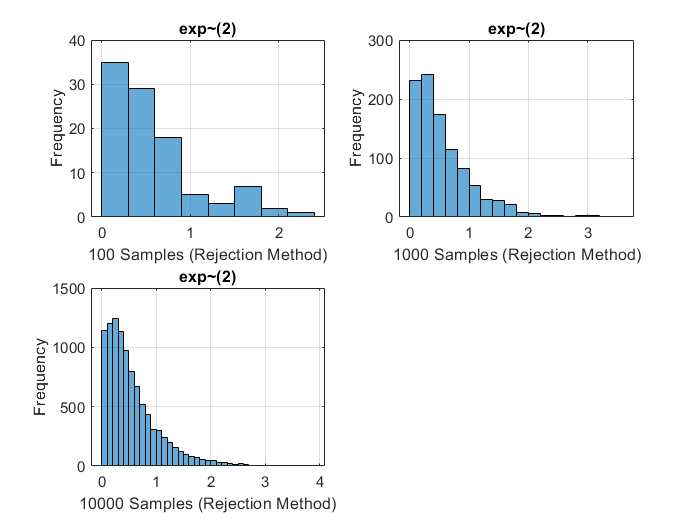 exp~(2)
40
30
20
10
0
Frequency
0 1 2
100 Samples (Rejection Method)
exp~(2)
300
200
100
0
Frequency
0 1 2 3
1000 Samples (Rejection Method)
exp~(2)
1500
1000
500
0
Frequency
0 1 2 3 4
10000 Samples (Rejection Method)